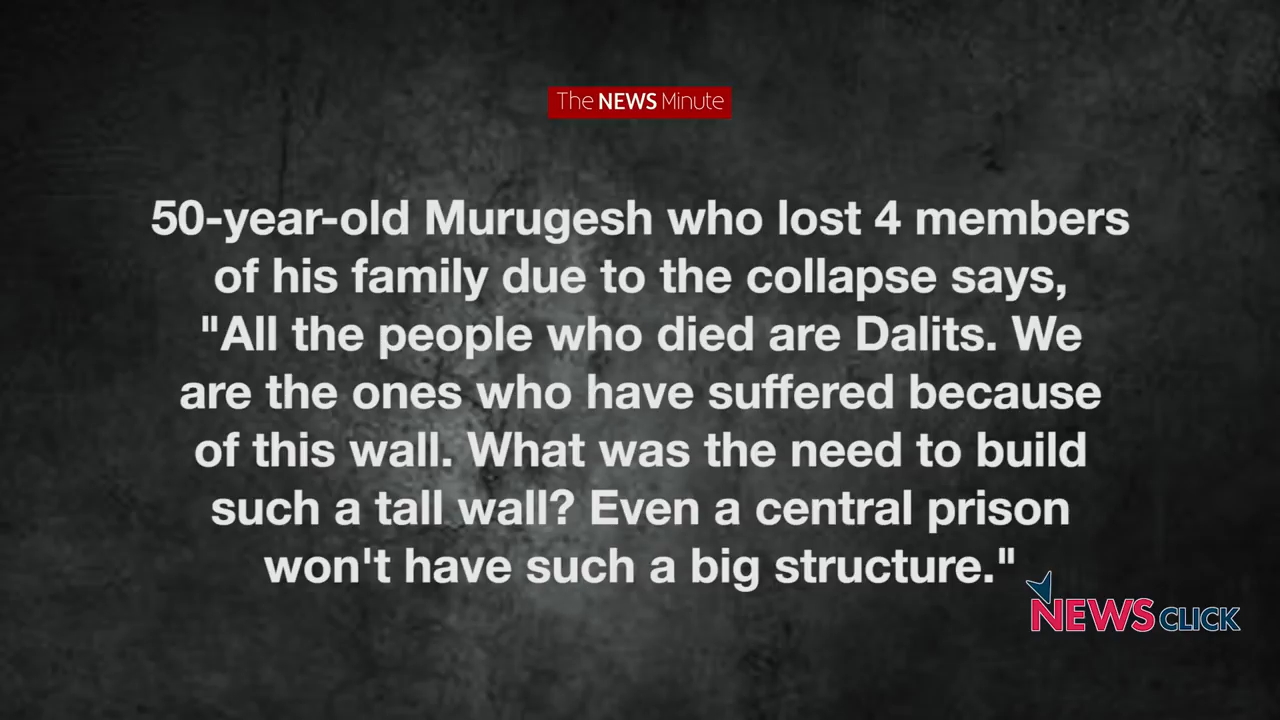 The NEWS Minute
50-year-old Murugesh who lost 4 members
of his family due to the collapse says,
"All the people who died are Dalits. We
are the ones who have suffered because
of this wall. What was the need to build
such a tall wall? Even a central prison
won't have such a big structure."
NEWSCLICK